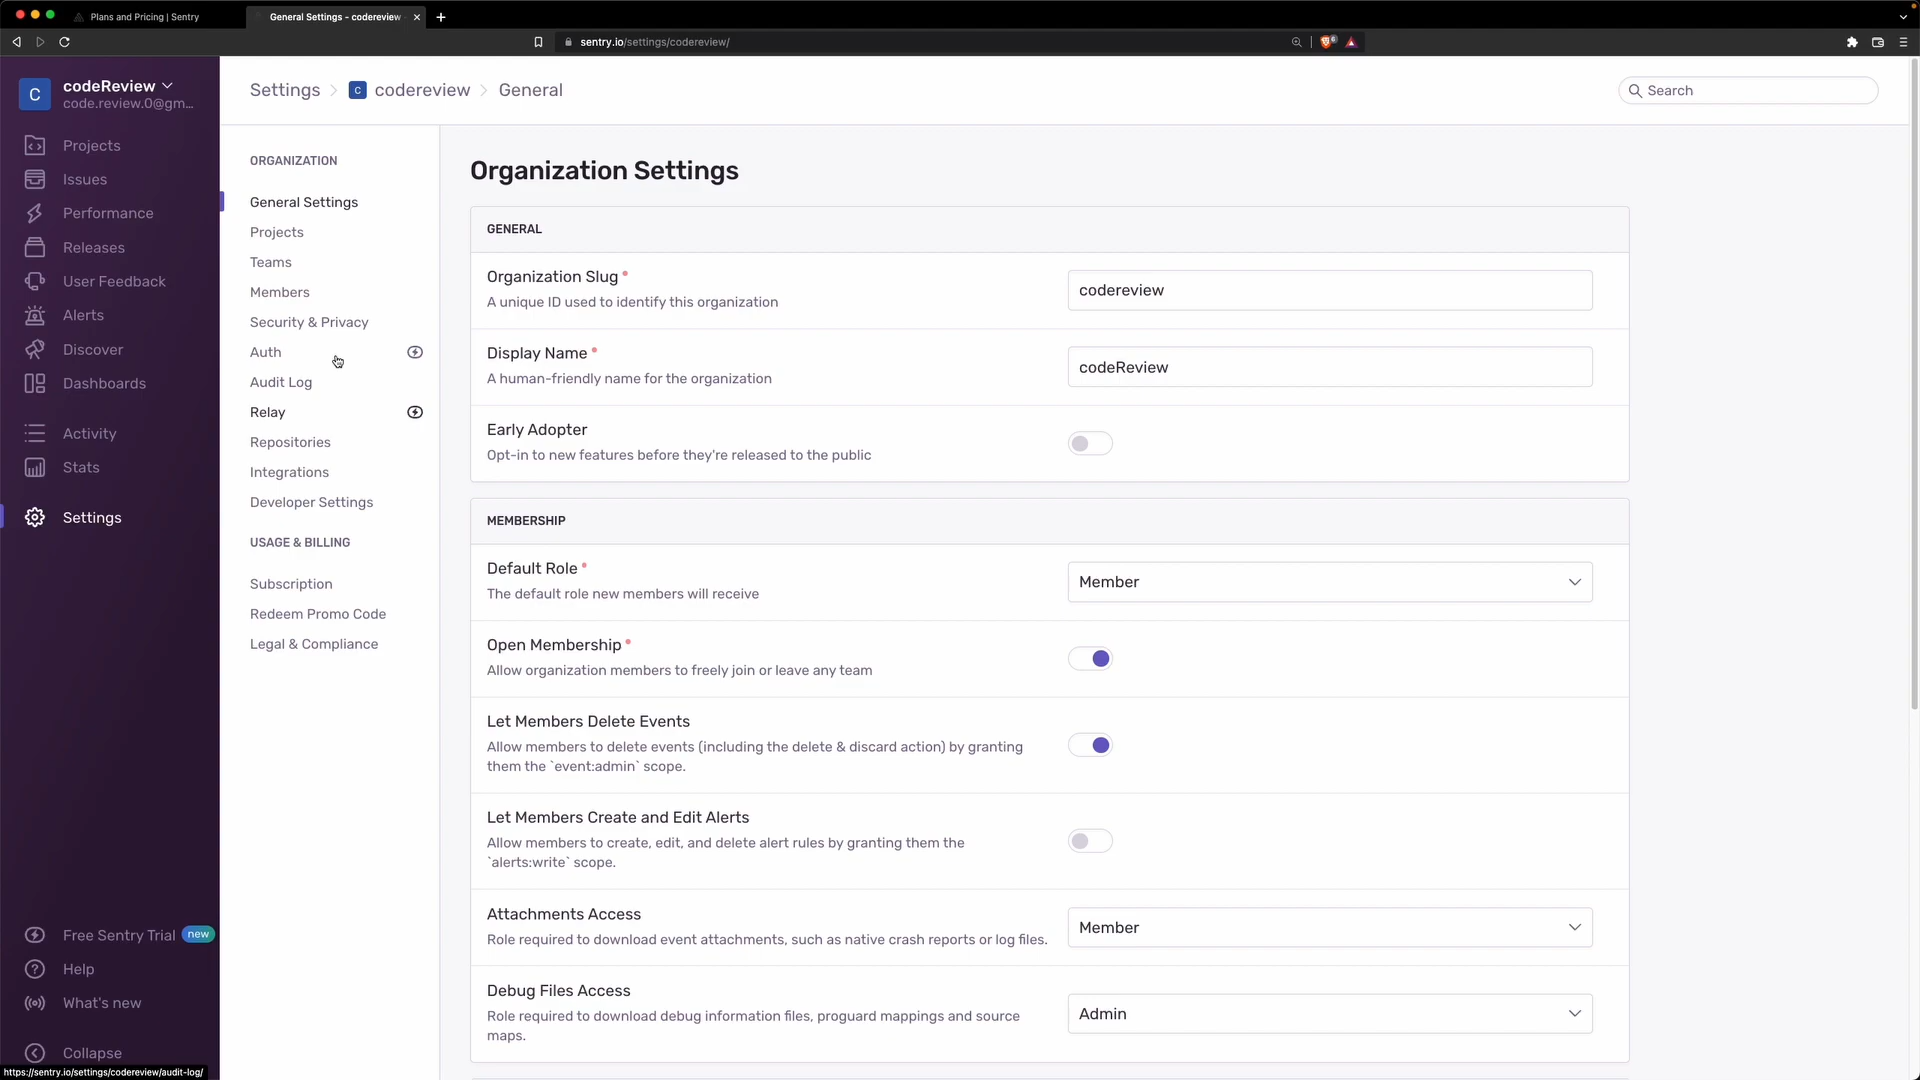 Plans and Pricing | Sentry
General Settings - codereview
sentry.io/settings/codereview/
6
C
codeReview
code.review.0@gm...
Projects
Issues
Performance
Releases
User Feedback
Alerts
Discover
Dashboards
Activity
Stats
Settings
Free Sentry Trial new
Help
What's new
Collapse
https://sentry.io/settings/codereview/audit-log/
Settings > C codereview > General
Search
ORGANIZATION
General Settings
Projects
Teams
Members
Security & Privacy
Auth
Audit Log
Relay
Repositories
Integrations
Developer Settings
USAGE & BILLING
Subscription
Redeem Promo Code
Legal & Compliance
Organization Settings
GENERAL
Organization Slug *
A unique ID used to identify this organization
codereview
Display Name *
A human-friendly name for the organization
codeReview
Early Adopter
Opt-in to new features before they're released to the public
MEMBERSHIP
Default Role *
The default role new members will receive
Member
Open Membership *
Allow organization members to freely join or leave any team
Let Members Delete Events
Allow members to delete events (including the delete & discard action) by granting
them the `event:admin` scope.
Let Members Create and Edit Alerts
Allow members to create, edit, and delete alert rules by granting them the
`alerts:write` scope.
Attachments Access
Role required to download event attachments, such as native crash reports or log files.
Member
Debug Files Access
Role required to download debug information files, proguard mappings and source
maps.
Admin